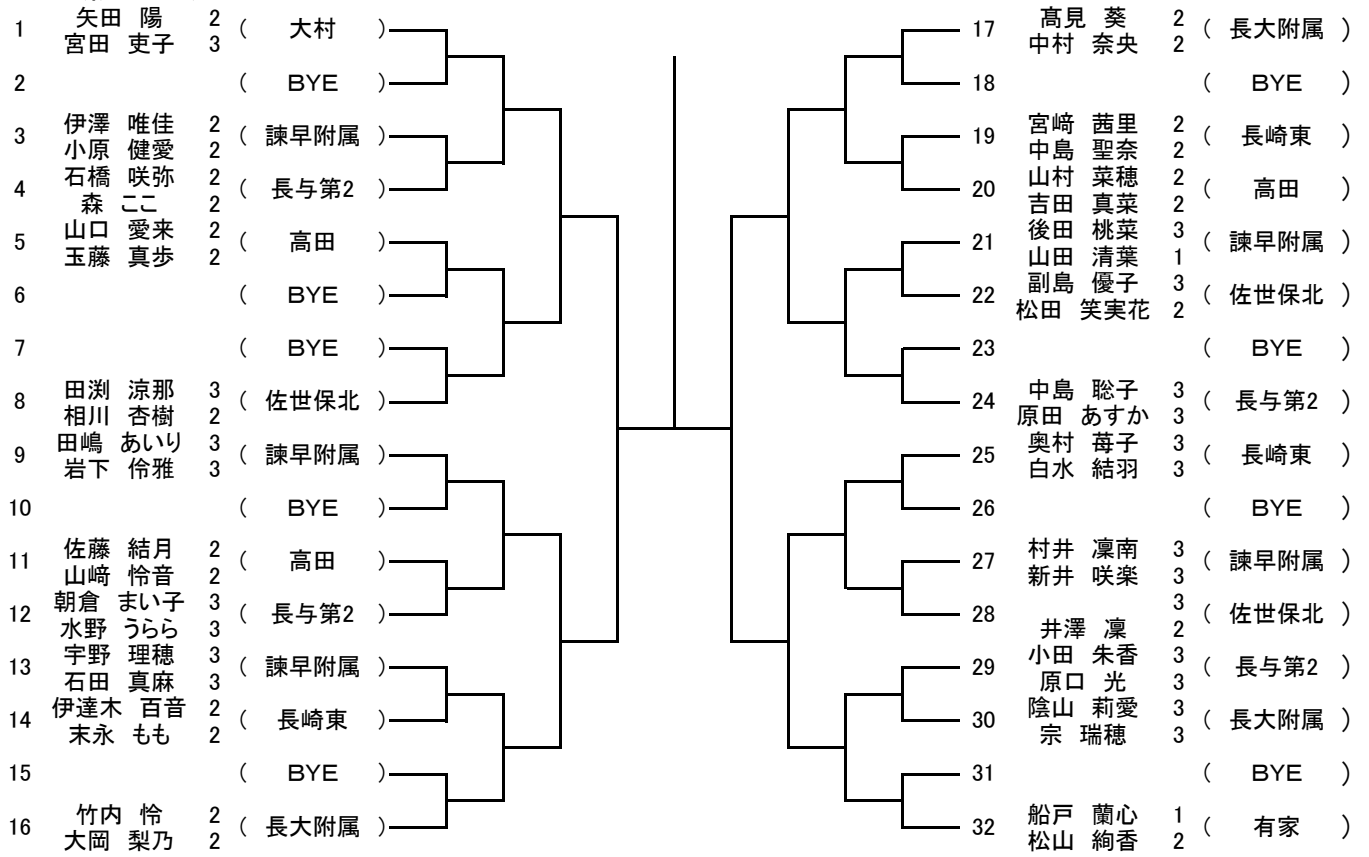 1 矢田 陽 2 ( 大村 )
宮田 吏子 3
2 ( BYE )
3 伊澤 唯佳 2 ( 諫早附属 )
小原 健愛 2
4 石橋 咲弥 2 ( 長与第2 )
森 ここ 2
5 山口 愛来 2 ( 高田 )
玉藤 真歩 2
6 ( BYE )
7 ( BYE )
8 田渕 涼那 3 ( 佐世保北 )
相川 杏樹 2
9 田嶋 あいり 3 ( 諫早附属 )
岩下 伶雅 3
10 ( BYE )
11 佐藤 結月 2 ( 高田 )
山﨑 怜音 2
12 朝倉 まい子 3 ( 長与第2 )
水野 うらら 3
13 宇野 理穂 3 ( 諫早附属 )
石田 真麻 3
14 伊達木 百音 2 ( 長崎東 )
末永 もも 2
15 ( BYE )
16 竹内 怜 2 ( 長大附属 )
大岡 梨乃 2
17 髙見 葵 2 ( 長大附属 )
中村 奈央 2
18 ( BYE )
19 宮﨑 茜里 2 ( 長崎東 )
中島 聖奈 2
20 山村 菜穂 2 ( 高田 )
吉田 真菜 2
21 後田 桃菜 3 ( 諫早附属 )
山田 清葉 1
22 副島 優子 3 ( 佐世保北 )
松田 笑実花 2
23 ( BYE )
24 中島 聡子 3 ( 長与第2 )
原田 あすか 3
25 奥村 苺子 3 ( 長崎東 )
白水 結羽 3
26 ( BYE )
27 村井 凜南 3 ( 諫早附属 )
新井 咲楽 3
28 3 ( 佐世保北 )
井澤 凜 2
29 小田 朱香 3 ( 長与第2 )
原口 光 3
30 陰山 莉愛 3 ( 長大附属 )
宗 瑞穂 3
31 ( BYE )
32 船戸 蘭心 1 ( 有家 )
松山 絢香 2